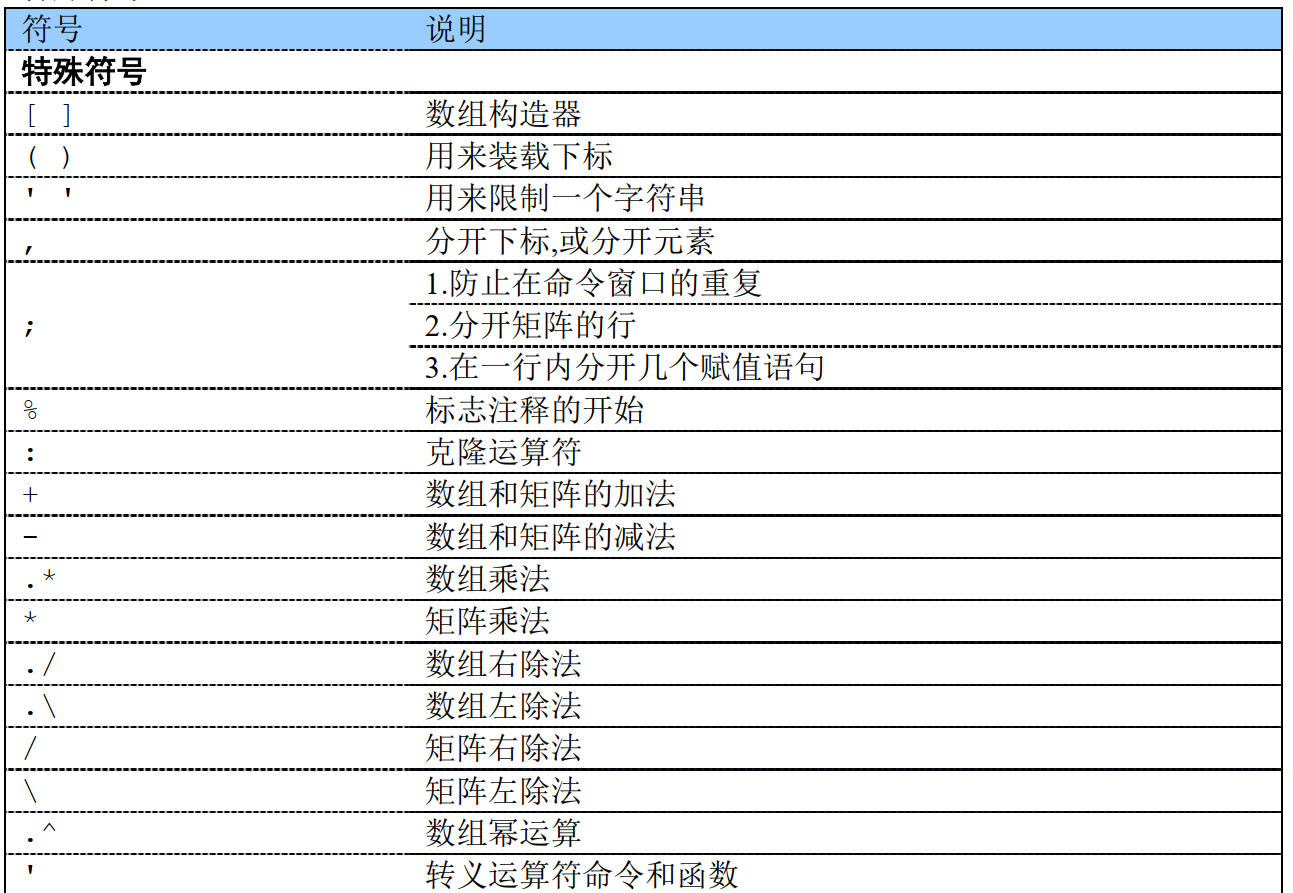 符号 说明
特殊符号
[ ] 数组构造器
( ) 用来装载下标
' ' 用来限制一个字符串
, 分开下标,或分开元素
1.防止在命令窗口的重复
; 2.分开矩阵的行
3.在一行内分开几个赋值语句
% 标志注释的开始
: 克隆运算符
+ 数组和矩阵的加法
- 数组和矩阵的减法
.* 数组乘法
* 矩阵乘法
./ 数组右除法
.\ 数组左除法
/ 矩阵右除法
\ 矩阵左除法
.^ 数组幂运算
' 转义运算符命令和函数